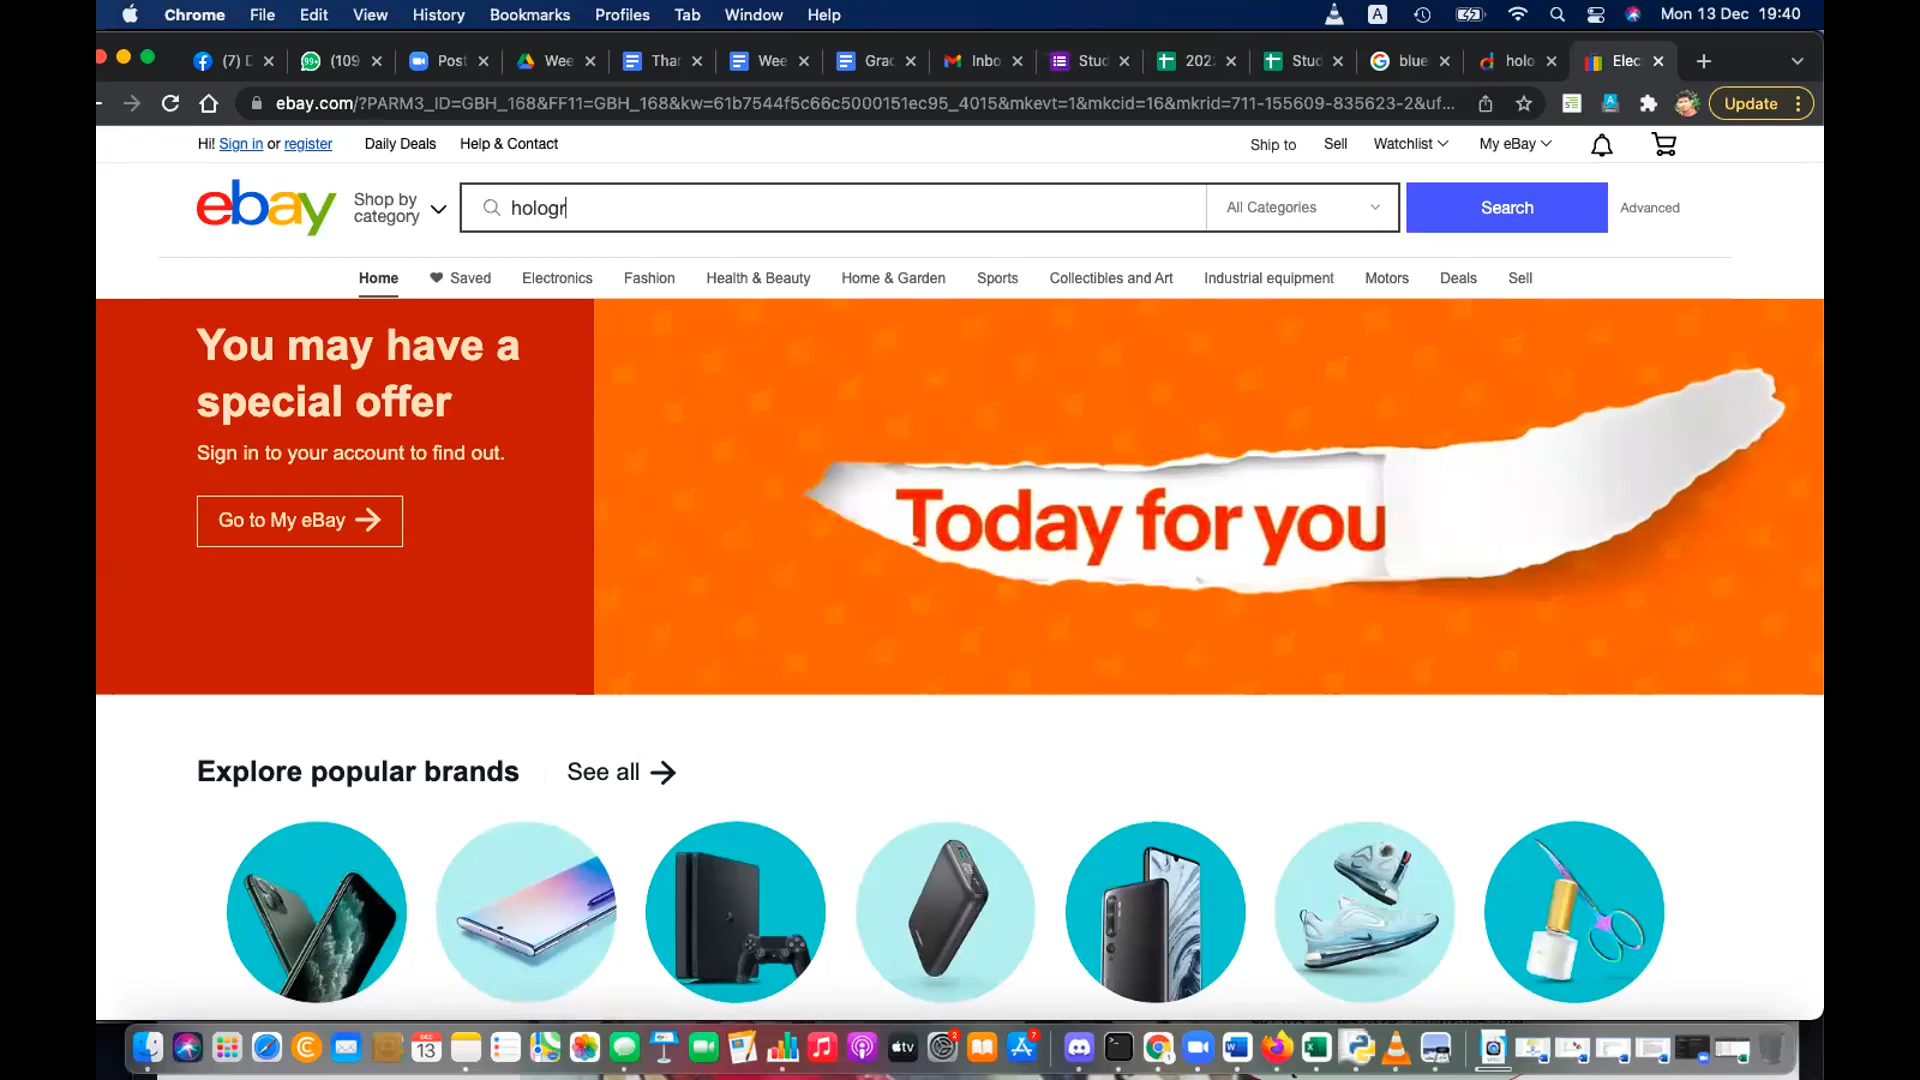 Chrome File Edit View History Bookmarks Profiles Tab Window Help A Mon 13 Dec 19:40
(7) D (109 Post Wee Thar Wee Grac Inbo Stud 202 Stud blue holo Elec
ebay.com/?PARM3_ID=GBH_168&FF11=GBH_168&kw=61b7544f5c66c5000151ec95_4015&mkevt=1&mkcid=16&mkrid=711-155609-835623-2&uf... Update
Hi! Sign in or register Daily Deals Help & Contact Ship to Sell Watchlist My eBay
ebay Shop by category hologr All Categories Search Advanced
Home Saved Electronics Fashion Health & Beauty Home & Garden Sports Collectibles and Art Industrial equipment Motors Deals Sell
You may have a
special offer
Sign in to your account to find out.
Go to My eBay
Today for you
Explore popular brands See all
DEC 13 2 tv 7